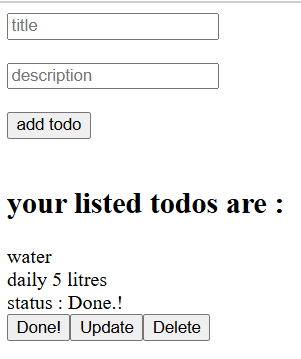 title
description
add todo
your listed todos are :
water
daily 5 litres
status : Done.!
Done! Update Delete